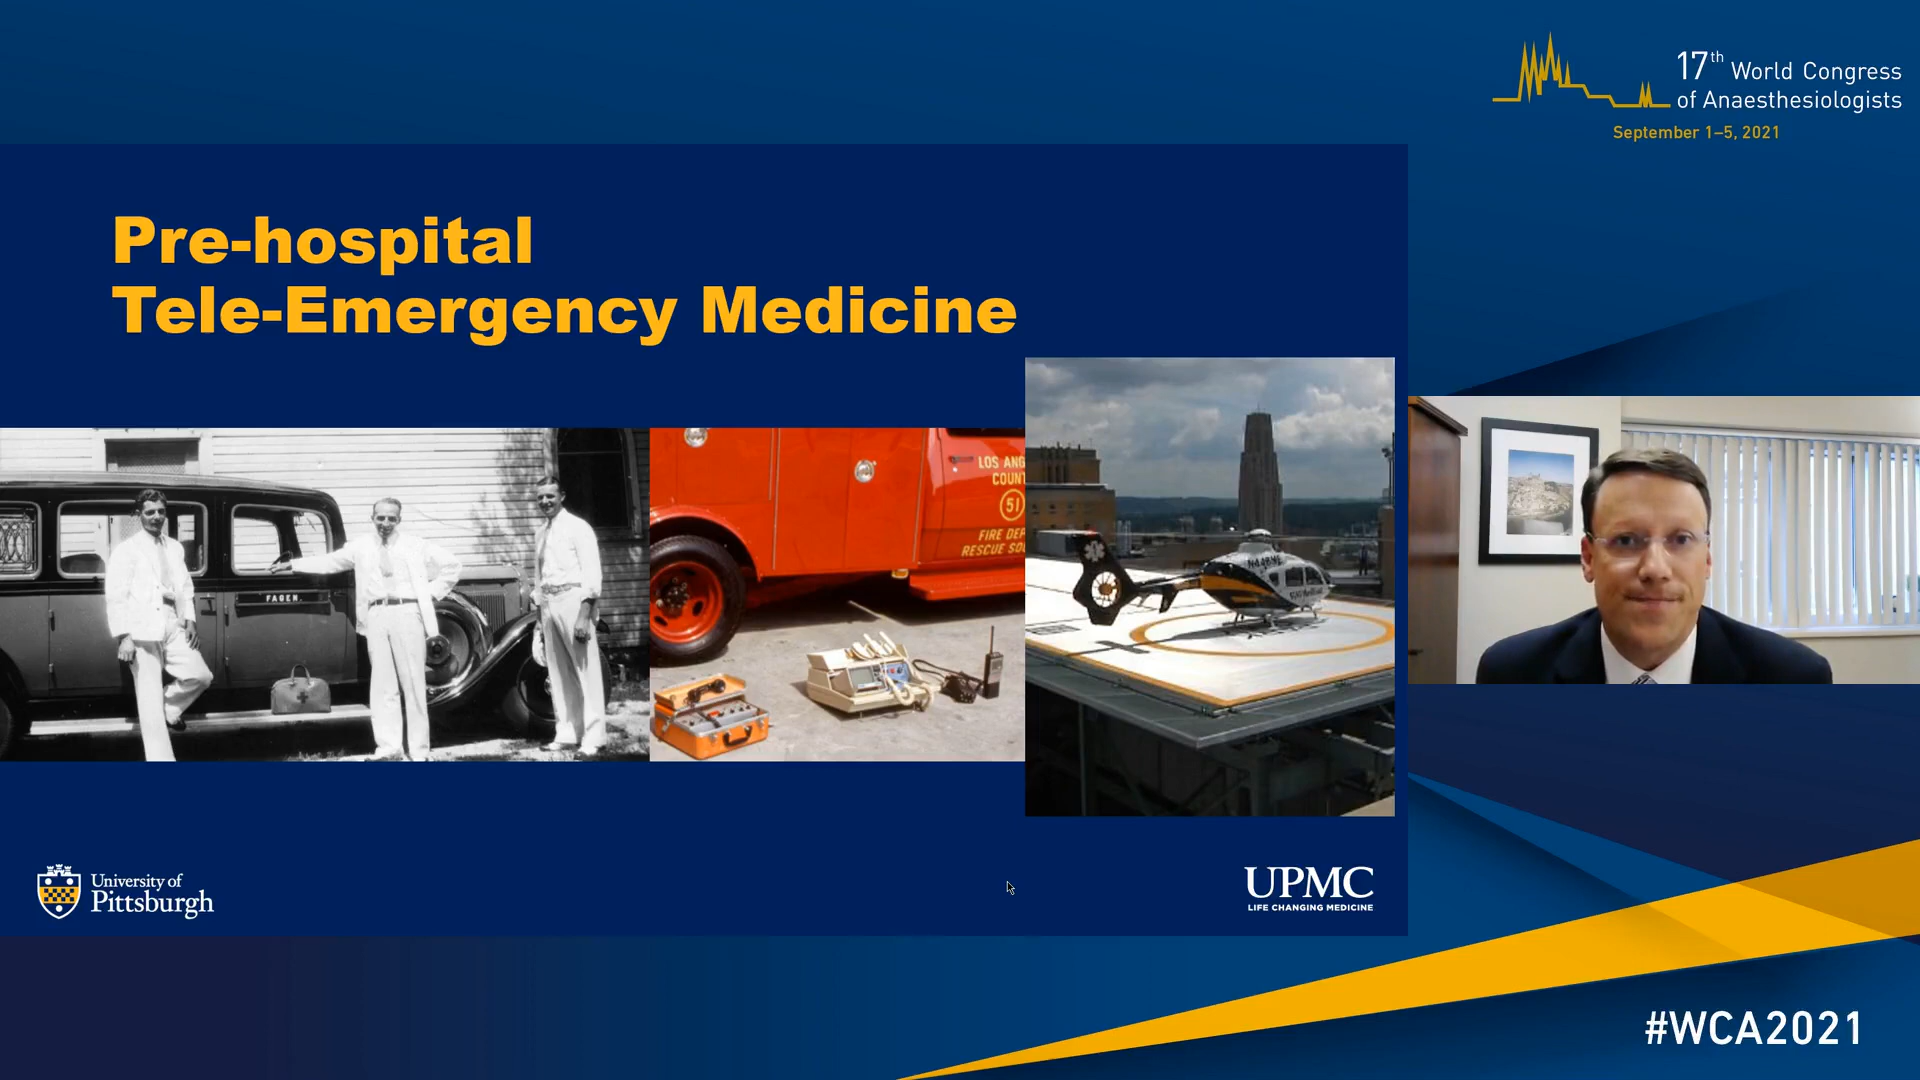 17th World Congress
of Anaesthesiologists
September 1–5, 2021
Pre-hospital
Tele-Emergency Medicine
FAGEN
LOS ANG
COUNT
51
FIRE DEP
RESCUE SQU
University of
Pittsburgh
UPMC
LIFE CHANGING MEDICINE
#WCA2021